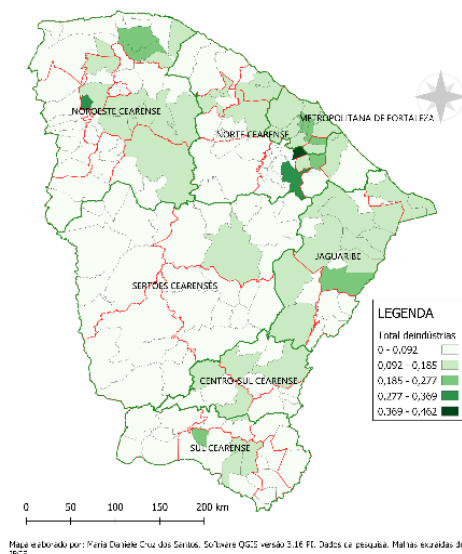 NOROESTE CEARENSE
NORTE CEARENSE
METROPOLITANA DE FORTALEZA
JAGUARIBE
SERTÕES CEARENSES
CENTRO-SUL CEARENSE
SUL CEARENSE
LEGENDA
Total deindústrias
0 - 0,092
0,092 - 0,185
0,185 - 0,277
0,277 - 0,369
0,369 - 0,462
0 50 100 150 200 km
Mapa elaborado por: Maria Daniele Cruz dos Santos. Software QGIS versão 3.16 PI. Dados da pesquisa. Malhas extraídas do
IBGE